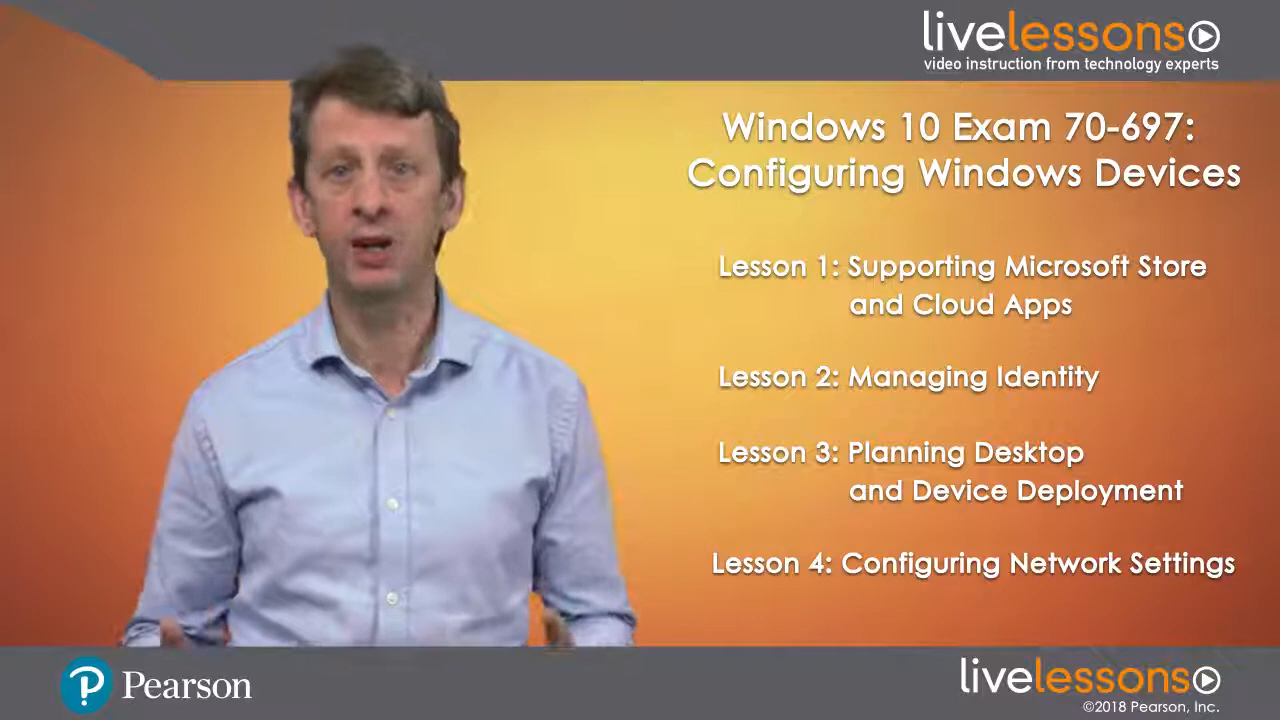 livelessons
video instruction from technology experts
Windows 10 Exam 70-697:
Configuring Windows Devices
Lesson 1: Supporting Microsoft Store
and Cloud Apps
Lesson 2: Managing Identity
Lesson 3: Planning Desktop
and Device Deployment
Lesson 4: Configuring Network Settings
Pearson
livelessons
©2018 Pearson, Inc.